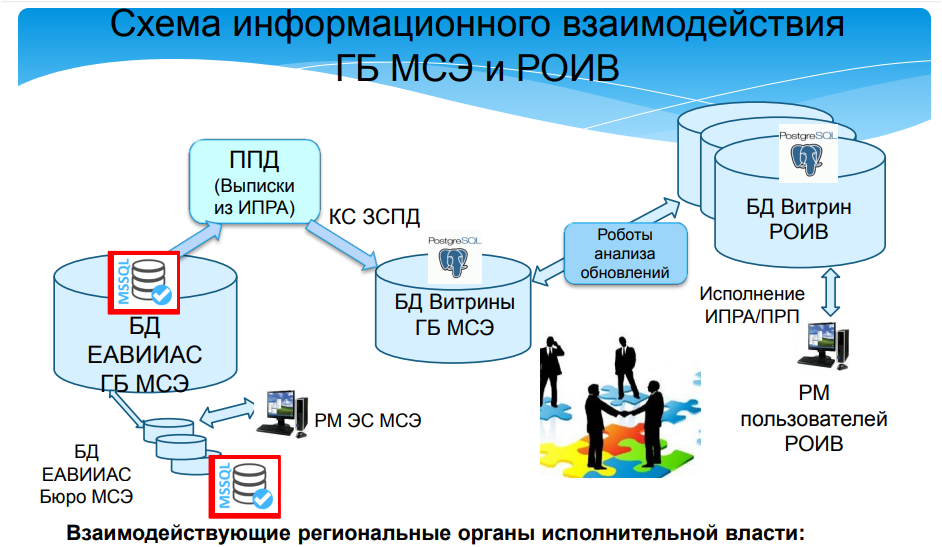 Схема информационного взаимодействия
ГБ МСЭ и РОИВ
ППД
(Выписки
из ИПРА)
КС ЗСПД
MSSQL
БД
ЕАВИИАС
ГБ МСЭ
PostgreSQL
БД Витрины
ГБ МСЭ
Роботы
анализа
обновлений
PostgreSQL
БД Витрин
РОИВ
Исполнение
ИПРА/ПРП
РМ
пользователей
РОИВ
РМ ЭС МСЭ
БД
ЕАВИИАС
Бюро МСЭ
MSSQL
Взаимодействующие региональные органы исполнительной власти: